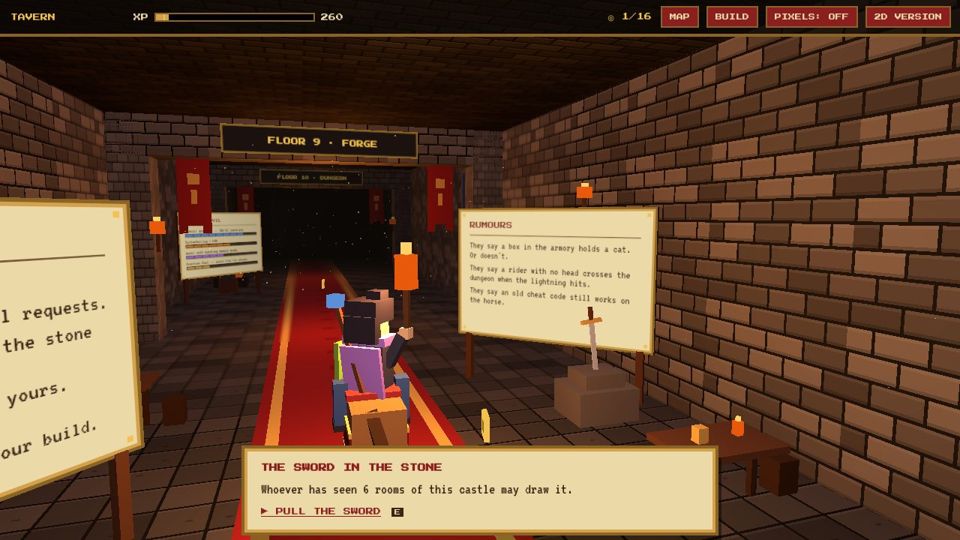 TAVERN
XP 260
1/16
MAP
BUILD
PIXELS: OFF
2D VERSION
FLOOR 9 · FORGE
FLOOR 10 · DUNGEON
l requests.
the stone
yours.
our build.
RUMOURS
They say a box in the armory holds a cat.
Or doesn't.
They say a rider with no head crosses the
dungeon when the lightning hits.
They say an old cheat code still works on
the horse.
THE SWORD IN THE STONE
Whoever has seen 6 rooms of this castle may draw it.
▶ PULL THE SWORD E